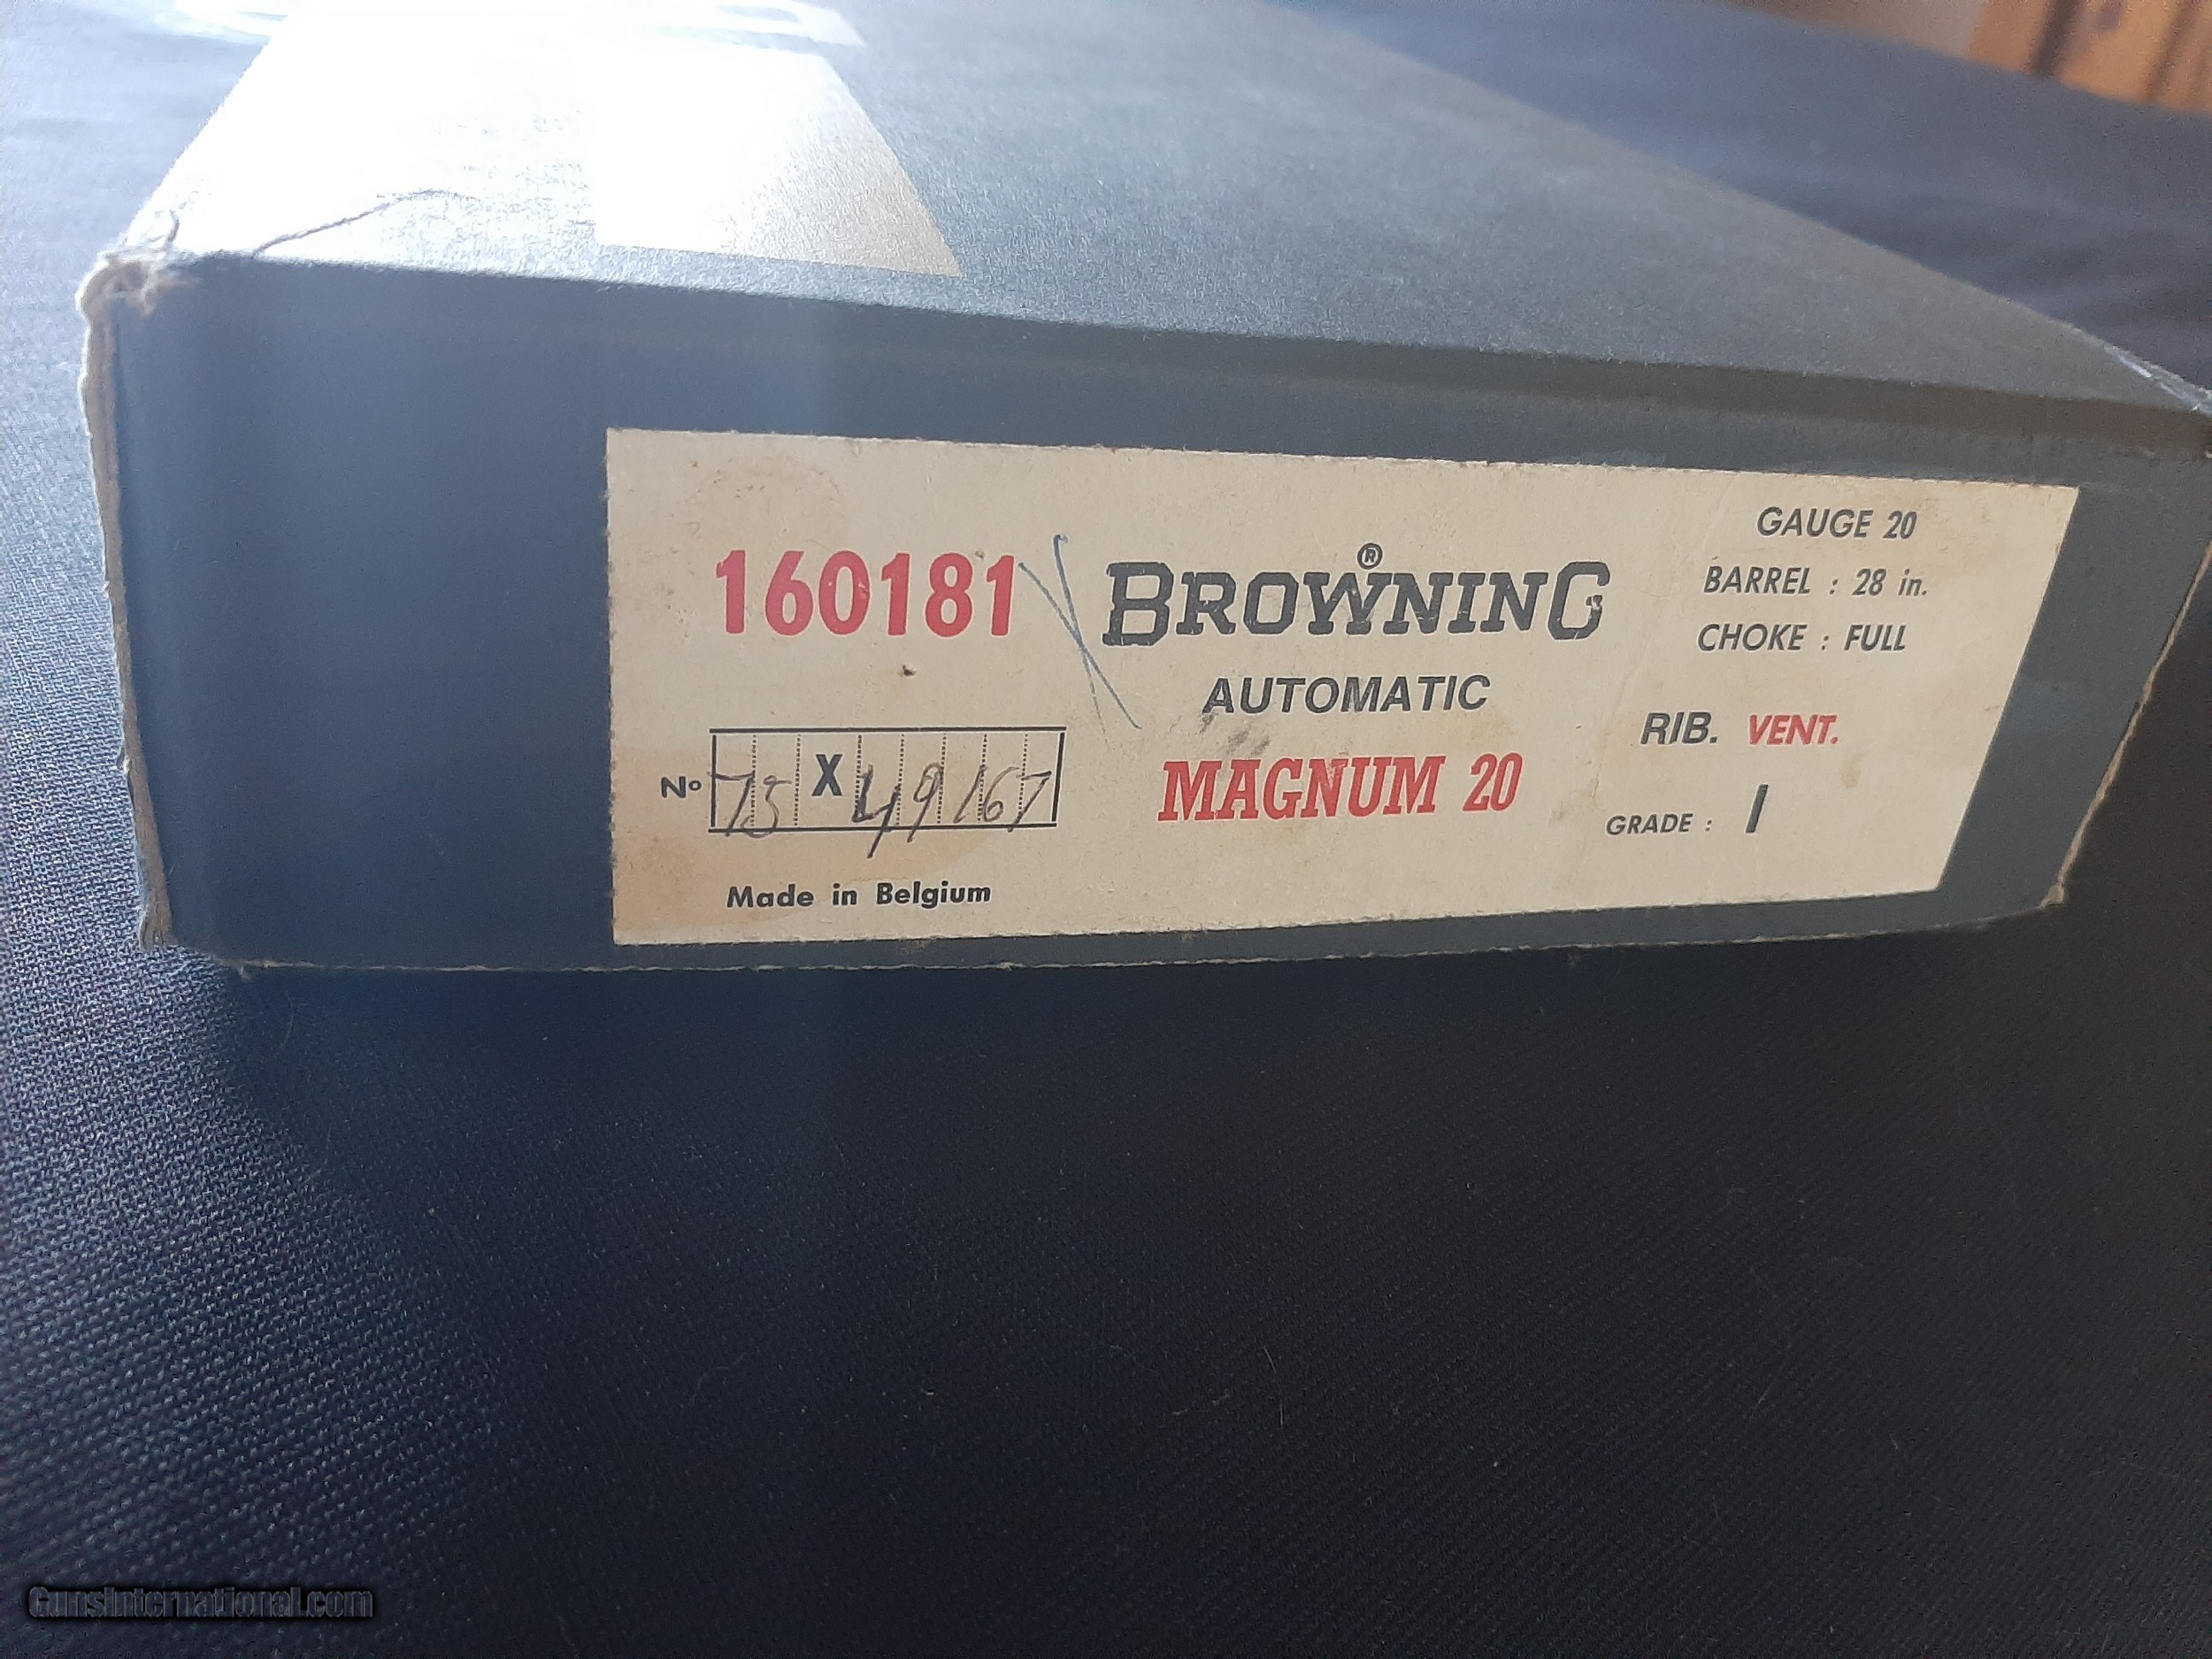 160181
BROWNING®
AUTOMATIC
MAGNUM 20
GAUGE 20
BARREL : 28 in.
CHOKE : FULL
RIB. VENT.
GRADE : I
No 75 X 49167
Made in Belgium
GunsInternational.com